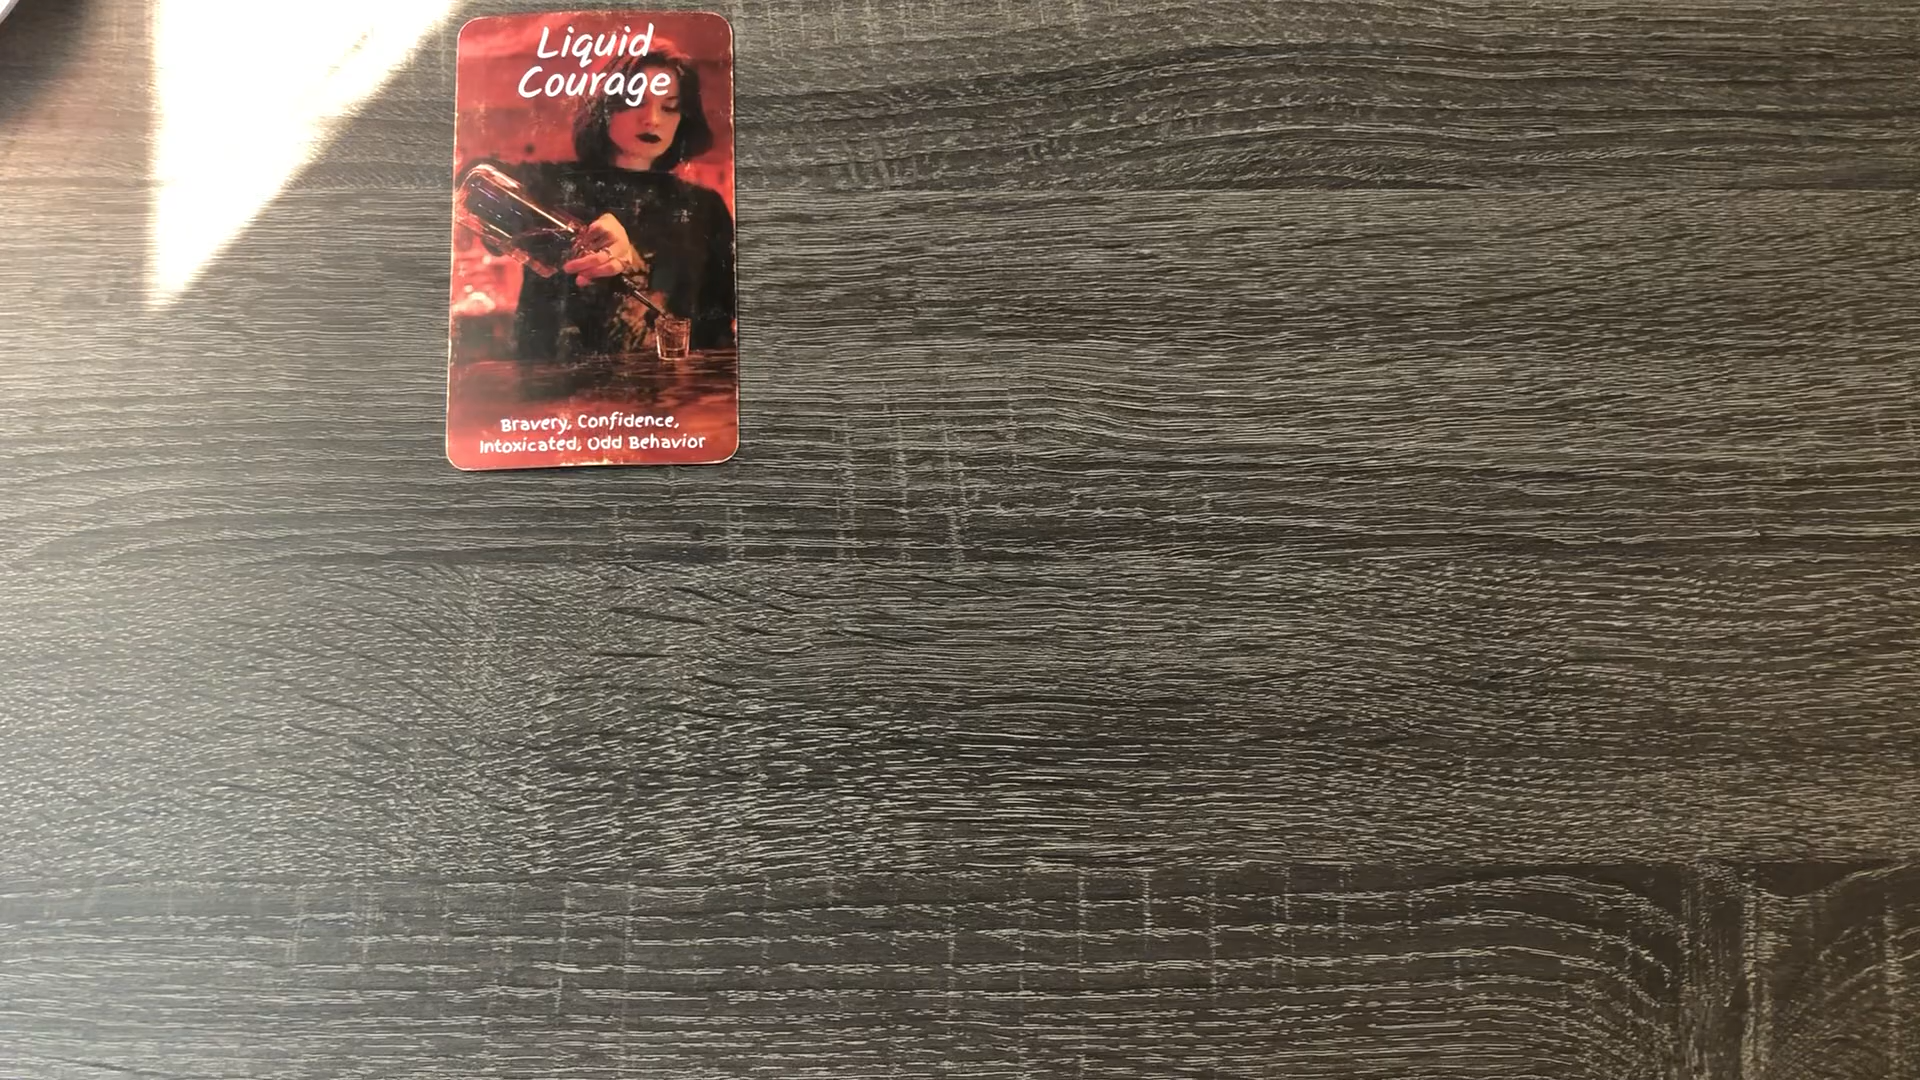 Liquid
Courage
Bravery, Confidence,
Intoxicated, Odd Behavior